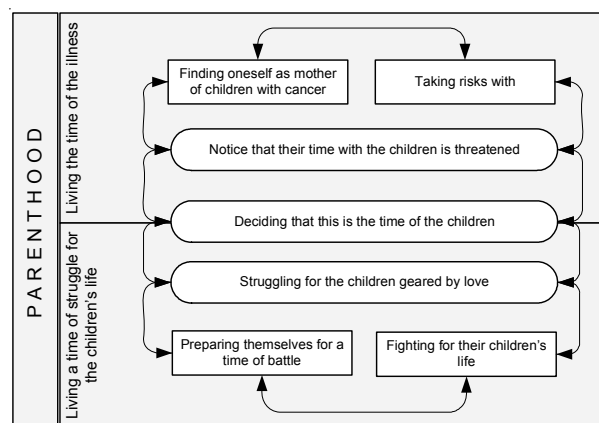 PARENTHOOD
Living the time of the illness
Finding oneself as mother
of children with cancer
Taking risks with
Notice that their time with the children is threatened
Deciding that this is the time of the children
Living a time of struggle for
the children's life
Struggling for the children geared by love
Preparing themselves for a
time of battle
Fighting for their children's
life